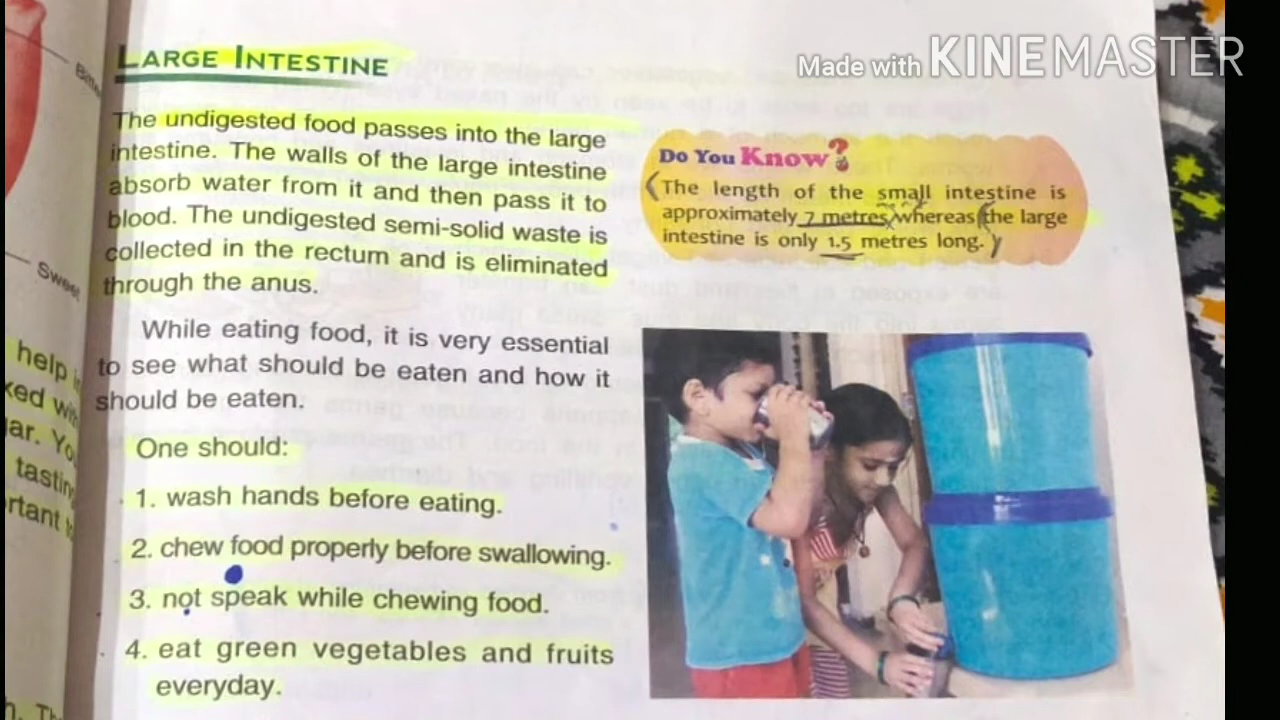 Made with KINEMASTER
Bitte
Sweet
help
ked with
gar. You
tasting
rtant t
LARGE INTESTINE
The undigested food passes into the large
intestine. The walls of the large intestine
absorb water from it and then pass it to
blood. The undigested semi-solid waste is
collected in the rectum and is eliminated
through the anus.
While eating food, it is very essential
to see what should be eaten and how it
should be eaten.
One should:
1. wash hands before eating.
2. chew food properly before swallowing.
3. not speak while chewing food.
4. eat green vegetables and fruits
everyday.
Do You Know?
The length of the small intestine is
approximately 7 metres, whereas the large
intestine is only 1.5 metres long.